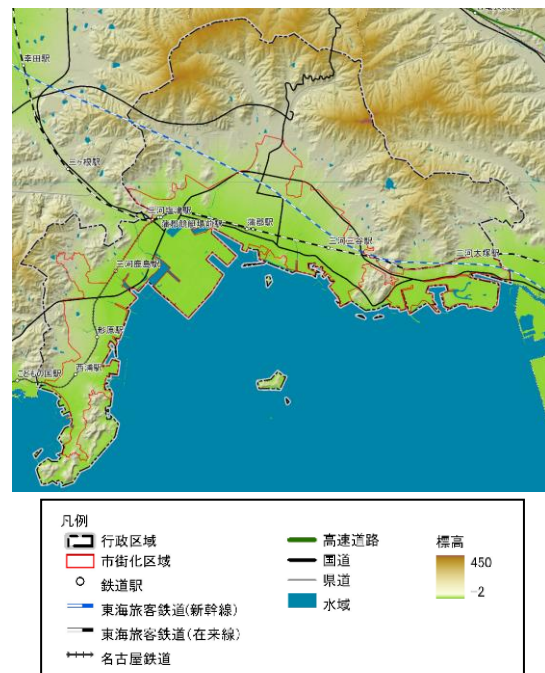 幸田駅
三ヶ根駅
三河塩津駅
蒲郡競艇場前駅
蒲郡駅
三河三谷駅
三河大塚駅
三河鹿島駅
形原駅
西浦駅
こどもの国駅
凡例
行政区域
市街化区域
鉄道駅
東海旅客鉄道(新幹線)
東海旅客鉄道(在来線)
名古屋鉄道
高速道路
国道
県道
水域
標高
450
-2